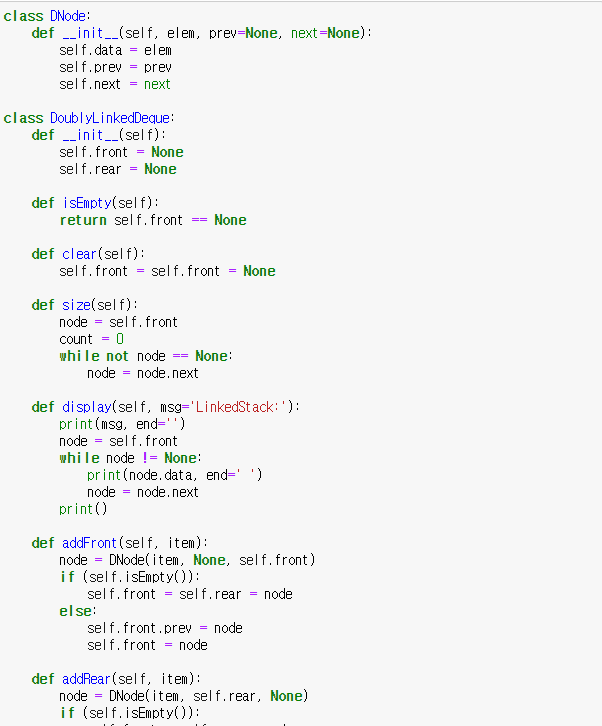 class DNode:
    def __init__(self, elem, prev=None, next=None):
        self.data = elem
        self.prev = prev
        self.next = next

class DoublyLinkedDeque:
    def __init__(self):
        self.front = None
        self.rear = None

    def isEmpty(self):
        return self.front == None

    def clear(self):
        self.front = self.front = None

    def size(self):
        node = self.front
        count = 0
        while not node == None:
            node = node.next

    def display(self, msg='LinkedStack:'):
        print(msg, end='')
        node = self.front
        while node != None:
            print(node.data, end=' ')
            node = node.next
        print()

    def addFront(self, item):
        node = DNode(item, None, self.front)
        if (self.isEmpty()):
            self.front = self.rear = node
        else:
            self.front.prev = node
            self.front = node

    def addRear(self, item):
        node = DNode(item, self.rear, None)
        if (self.isEmpty()):